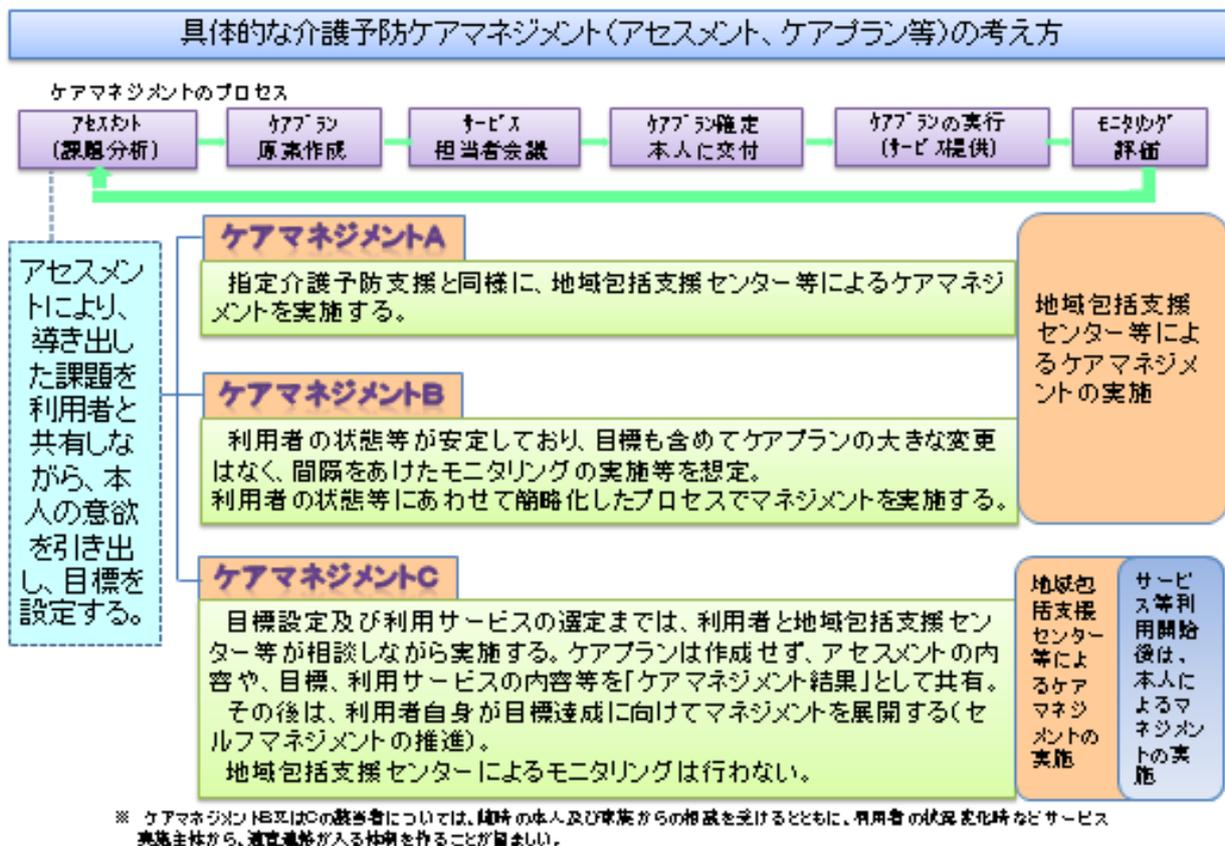 具体的な介護予防ケアマネジメント(アセスメント、ケアプラン等)の考え方
ケアマネジメントのプロセス
アセスメント
(課題分析)
ケアプラン
原案作成
サービス
担当者会議
ケアプラン確定
本人に交付
ケアプランの実行
(サービス提供)
モニタリング
評価
アセスメン
トにより、
導き出し
た課題を
利用者と
共有しな
がら、本
人の意欲
を引き出
し、目標を
設定する。
ケアマネジメントA
指定介護予防支援と同様に、地域包括支援センター等によるケアマネジ
メントを実施する。
ケアマネジメントB
利用者の状態等が安定しており、目標も含めてケアプランの大きな変更
はなく、間隔をあけたモニタリングの実施等を想定。
利用者の状態等にあわせて簡略化したプロセスでマネジメントを実施する。
地域包括支援
センター等によ
るケアマネジメ
ントの実施
ケアマネジメントC
目標設定及び利用サービスの選定までは、利用者と地域包括支援セン
ター等が相談しながら実施する。ケアプランは作成せず、アセスメントの内
容や、目標、利用サービスの内容等を「ケアマネジメント結果」として共有。
その後は、利用者自身が目標達成に向けてマネジメントを展開する(セ
ルフマネジメントの推進)。
地域包括支援センターによるモニタリングは行わない。
地域包
括支援
センター
等によ
るケア
マネジ
メントの
実施
サービ
ス等利
用開始
後は、
本人に
よるマ
ネジメン
トの実
施
※ ケアマネジメントB又はCの該当者については、随時の本人及び家族からの相談を受けるとともに、利用者の状況変化時などサービス
実施主体から、適宜連絡が入る体制を作ることが望ましい。